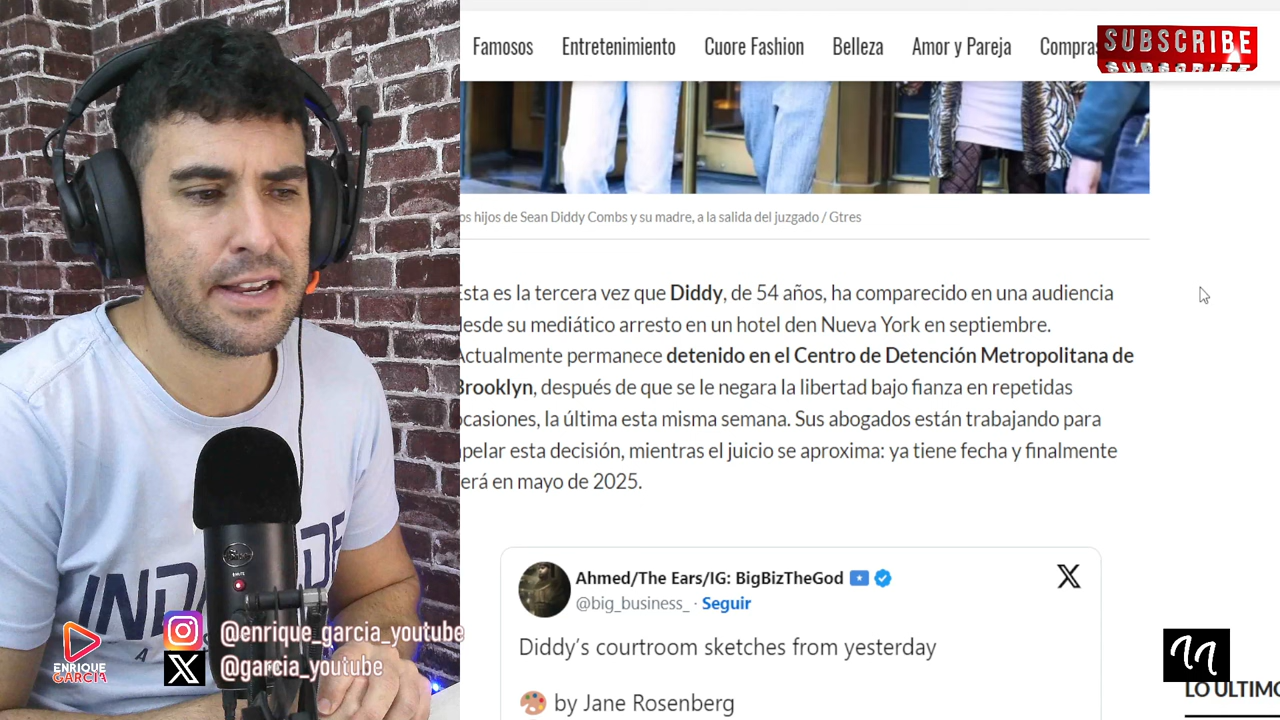 Famosos Entretenimiento Cuore Fashion Belleza Amor y Pareja Compras
SUBSCRIBE
os hijos de Sean Diddy Combs y su madre, a la salida del juzgado / Gtres
Esta es la tercera vez que Diddy, de 54 años, ha comparecido en una audiencia
desde su mediático arresto en un hotel den Nueva York en septiembre.
Actualmente permanece detenido en el Centro de Detención Metropolitana de
Brooklyn, después de que se le negara la libertad bajo fianza en repetidas
ocasiones, la última esta misma semana. Sus abogados están trabajando para
apelar esta decisión, mientras el juicio se aproxima: ya tiene fecha y finalmente
será en mayo de 2025.
Ahmed/The Ears/IG: BigBizTheGod
@big_business_ · Seguir
Diddy's courtroom sketches from yesterday
by Jane Rosenberg
LO ÚLTIMO
@enrique_garcia_youtube
@garcia_youtube
ENRIQUE
GARCIA